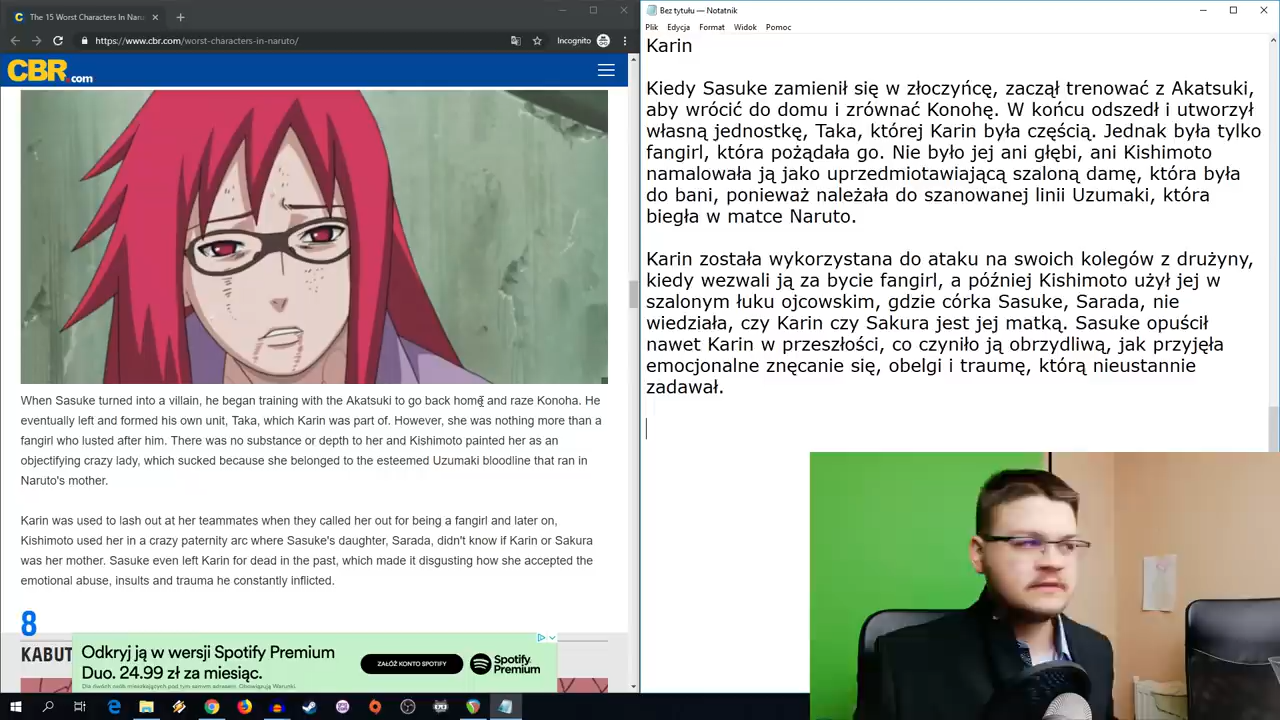 The 15 Worst Characters In Naru
https://www.cbr.com/worst-characters-in-naruto/
Incognito
CBR.com
When Sasuke turned into a villain, he began training with the Akatsuki to go back home and raze Konoha. He
eventually left and formed his own unit, Taka, which Karin was part of. However, she was nothing more than a
fangirl who lusted after him. There was no substance or depth to her and Kishimoto painted her as an
objectifying crazy lady, which sucked because she belonged to the esteemed Uzumaki bloodline that ran in
Naruto's mother.
Karin was used to lash out at her teammates when they called her out for being a fangirl and later on,
Kishimoto used her in a crazy paternity arc where Sasuke's daughter, Sarada, didn't know if Karin or Sakura
was her mother. Sasuke even left Karin for dead in the past, which made it disgusting how she accepted the
emotional abuse, insults and trauma he constantly inflicted.
8
KABUT
Odkryj ją w wersji Spotify Premium
Duo. 24.99 zł za miesiąc.
Dla dwóch osób mieszkających pod tym samym adresem. Obowiązują Warunki.
ZAŁÓŻ KONTO SPOTIFY
Spotify
Premium
Bez tytułu — Notatnik
Plik Edycja Format Widok Pomoc
Karin
Kiedy Sasuke zamienił się w złoczyńcę, zaczął trenować z Akatsuki,
aby wrócić do domu i zrównać Konohę. W końcu odszedł i utworzył
własną jednostkę, Taka, której Karin była częścią. Jednak była tylko
fangirl, która pożądała go. Nie było jej ani głębi, ani Kishimoto
namalowała ją jako uprzedmiotawiającą szaloną damę, która była
do bani, ponieważ należała do szanowanej linii Uzumaki, która
biegła w matce Naruto.
Karin została wykorzystana do ataku na swoich kolegów z drużyny,
kiedy wezwali ją za bycie fangirl, a później Kishimoto użył jej w
szalonym łuku ojcowskim, gdzie córka Sasuke, Sarada, nie
wiedziała, czy Karin czy Sakura jest jej matką. Sasuke opuścił
nawet Karin w przeszłości, co czyniło ją obrzydliwą, jak przyjęła
emocjonalne znęcanie się, obelgi i traumę, którą nieustannie
zadawał.